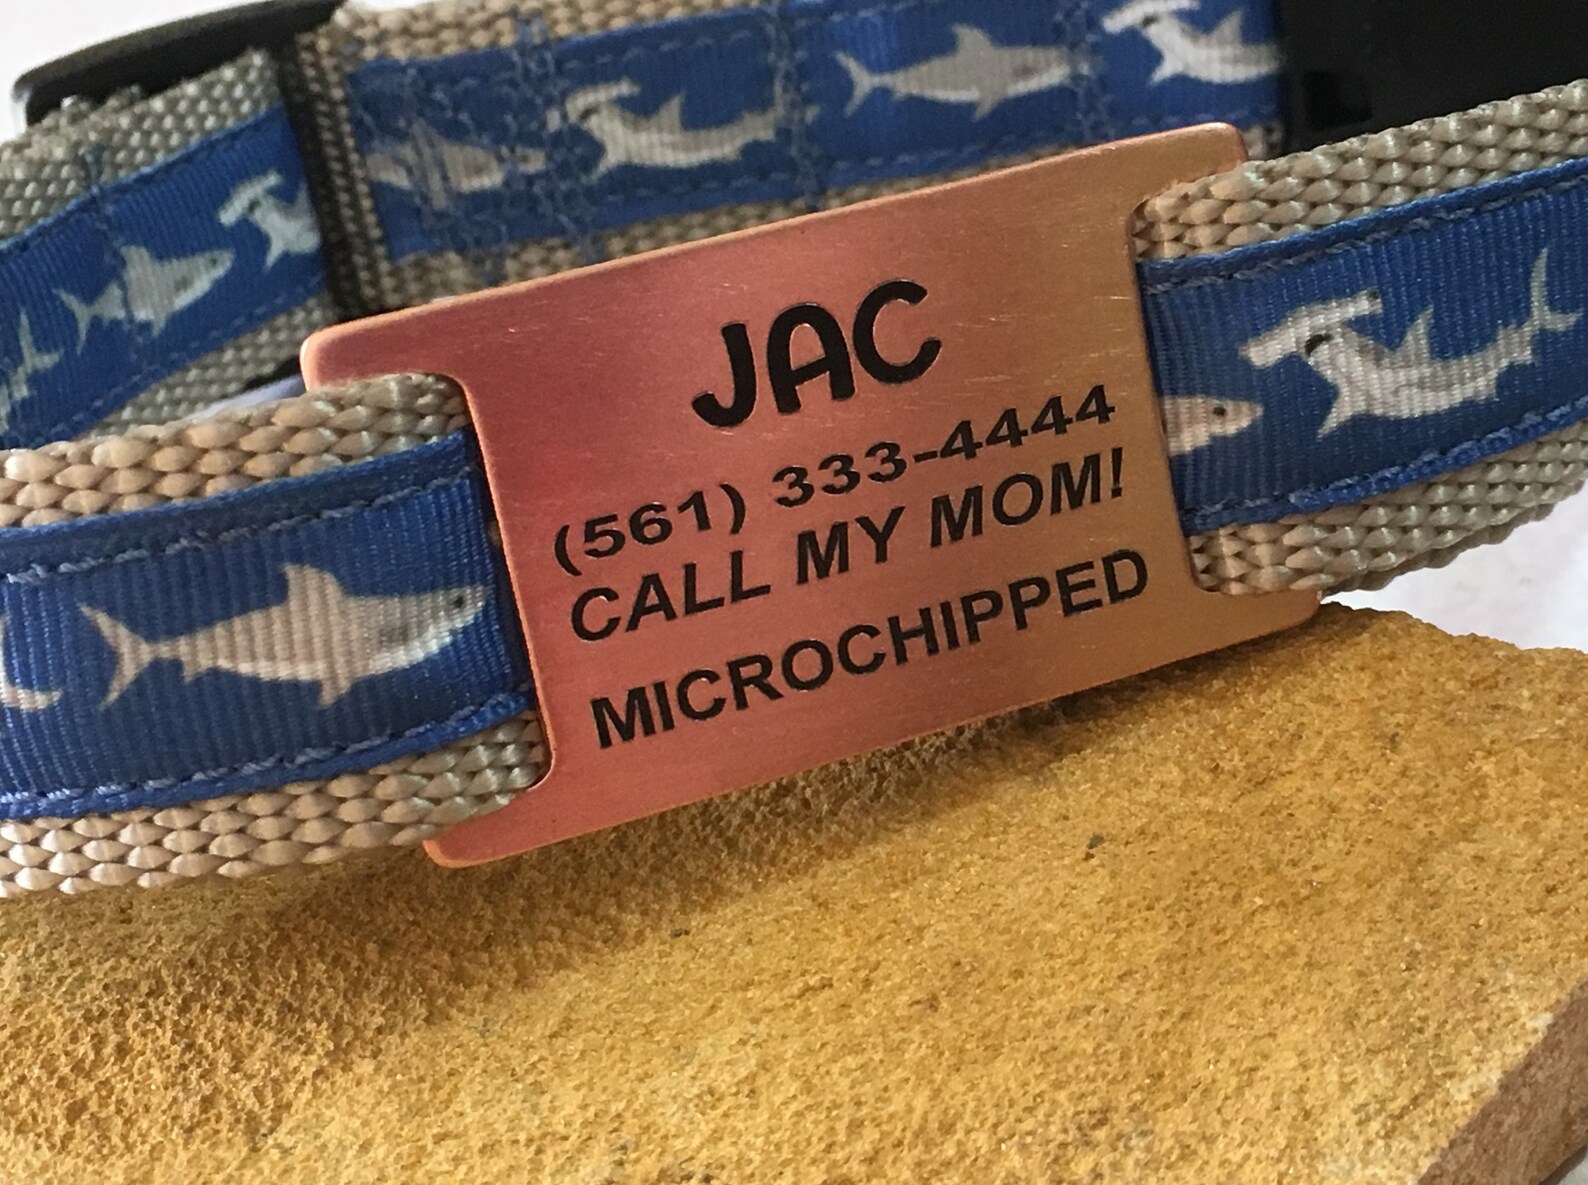 JAC
(561) 333-4444
CALL MY MOM!
MICROCHIPPED